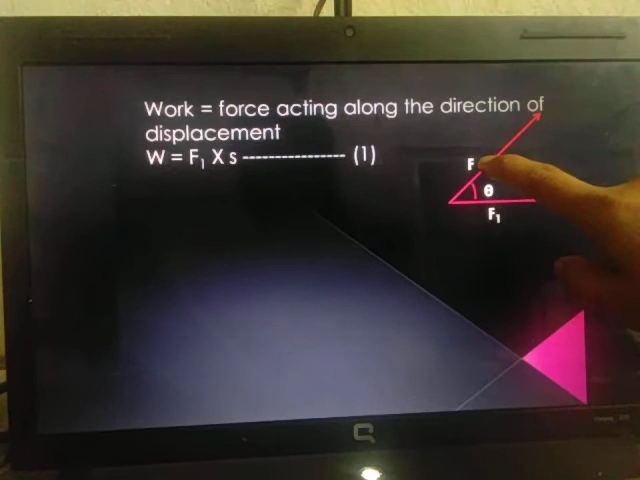 Work = force acting along the direction of
displacement
W = F₁ X s ---------------- (1)
F
θ
F₁